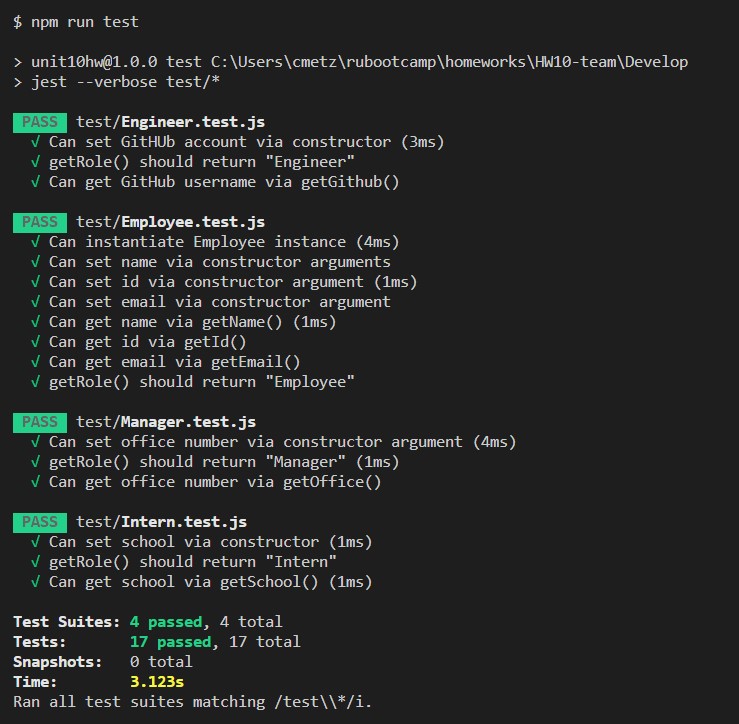 $ npm run test
> unit10hw@1.0.0 test C:\Users\cmetz\rubootcamp\homeworks\HW10-team\Develop
> jest --verbose test/*
PASS test/Engineer.test.js
√ Can set GitHUb account via constructor (3ms)
√ getRole() should return "Engineer"
√ Can get GitHub username via getGithub()
PASS test/Employee.test.js
√ Can instantiate Employee instance (4ms)
√ Can set name via constructor arguments
√ Can set id via constructor argument (1ms)
√ Can set email via constructor argument
√ Can get name via getName() (1ms)
√ Can get id via getId()
√ Can get email via getEmail()
√ getRole() should return "Employee"
PASS test/Manager.test.js
√ Can set office number via constructor argument (4ms)
√ getRole() should return "Manager" (1ms)
√ Can get office number via getOffice()
PASS test/Intern.test.js
√ Can set school via constructor (1ms)
√ getRole() should return "Intern"
√ Can get school via getSchool() (1ms)
Test Suites: 4 passed, 4 total
Tests: 17 passed, 17 total
Snapshots: 0 total
Time: 3.123s
Ran all test suites matching /test\\*/i.